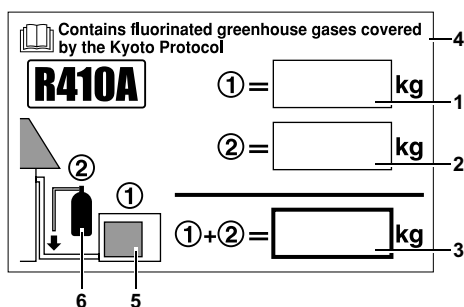 Contains fluorinated greenhouse gases covered
by the Kyoto Protocol
4
R410A
①= kg
1
②= kg
2
②
①
①+②= kg
3
6
5